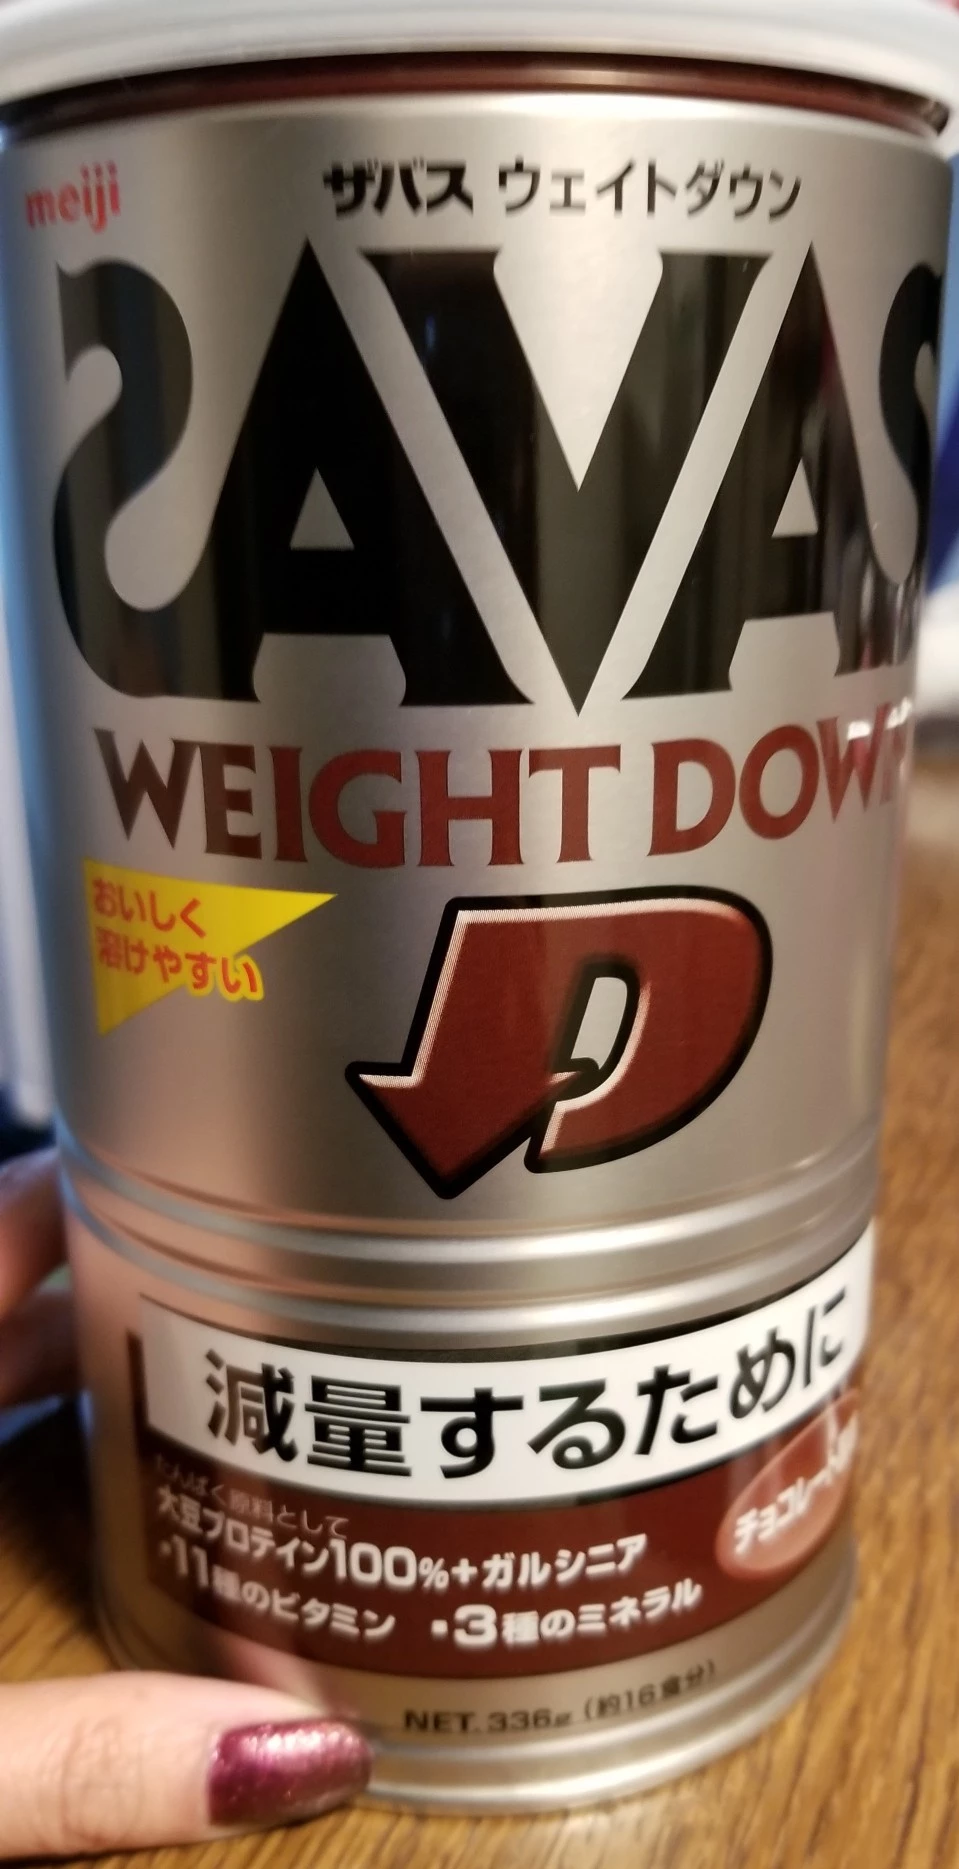 meiji
ザバス ウェイトダウン
SAVAS
WEIGHT DOWN
おいしく
溶けやすい
D
減量するために
たんぱく原料として
大豆プロテイン100%+ガルシニア
チョコレート
・11種のビタミン ・3種のミネラル
NET.336g (約16食分)